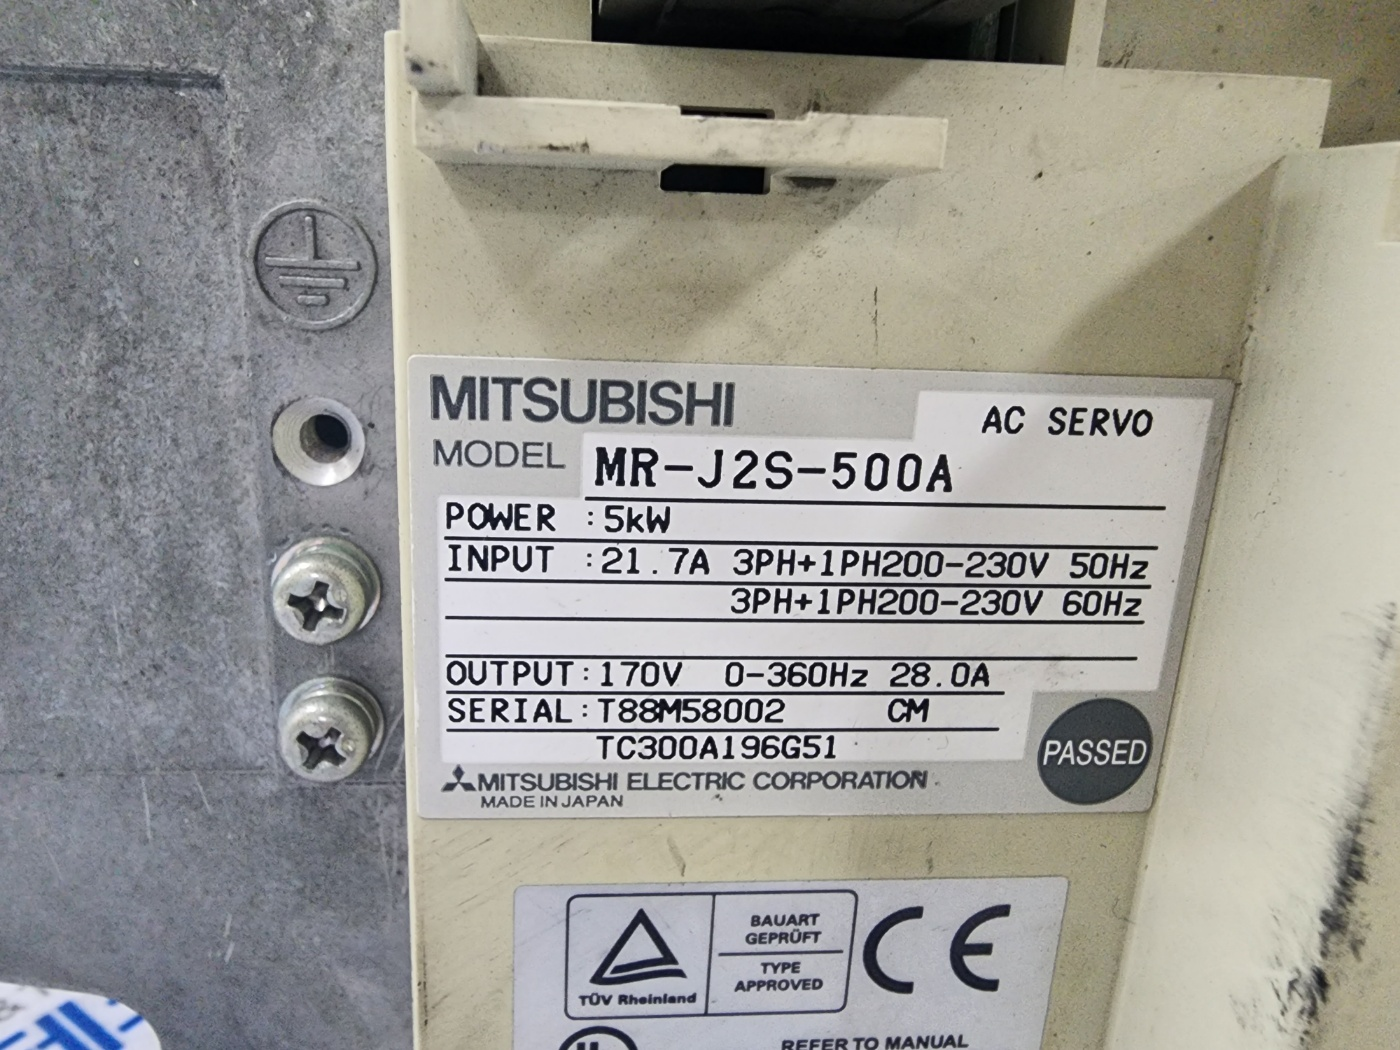 MITSUBISHI
AC SERVO
MODEL MR-J2S-500A
POWER :5kW
INPUT :21.7A 3PH+1PH200-230V 50Hz
3PH+1PH200-230V 60Hz
OUTPUT:170V 0-360Hz 28.0A
SERIAL:T88M58002 CM
TC300A196G51
PASSED
MITSUBISHI ELECTRIC CORPORATION
MADE IN JAPAN
BAUART
GEPRÜFT
TYPE
APPROVED
TÜV Rheinland
CE
REFER TO MANUAL